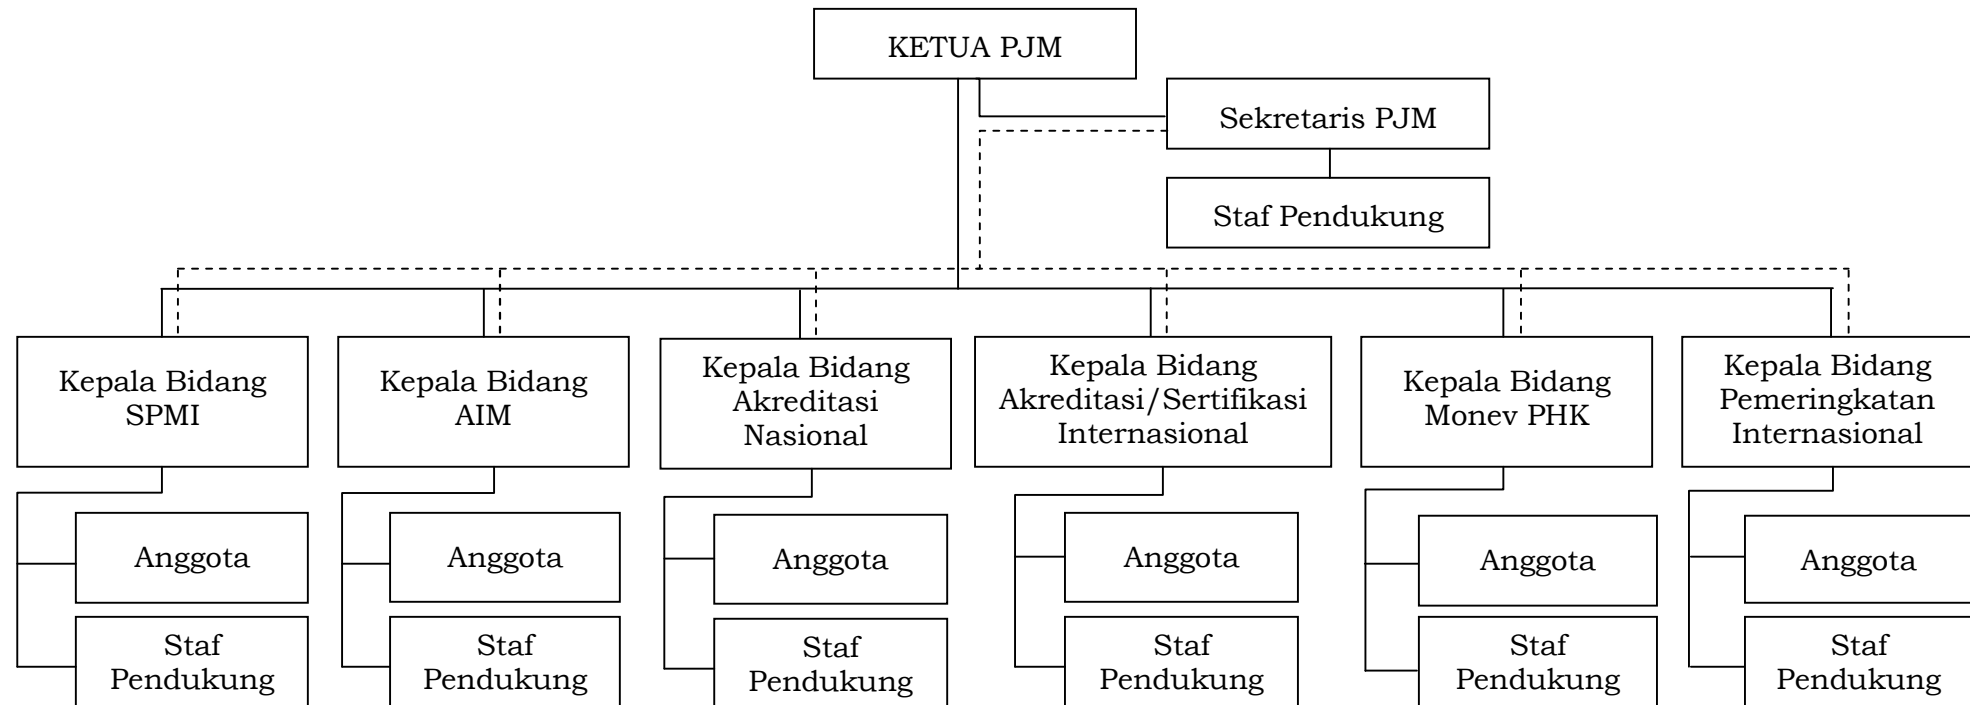 KETUA PJM
Sekretaris PJM
Staf Pendukung
Kepala Bidang
SPMI
Kepala Bidang
AIM
Kepala Bidang
Akreditasi
Nasional
Kepala Bidang
Akreditasi/Sertifikasi
Internasional
Kepala Bidang
Monev PHK
Kepala Bidang
Pemeringkatan
Internasional
Anggota
Anggota
Anggota
Anggota
Anggota
Anggota
Staf
Pendukung
Staf
Pendukung
Staf
Pendukung
Staf
Pendukung
Staf
Pendukung
Staf
Pendukung